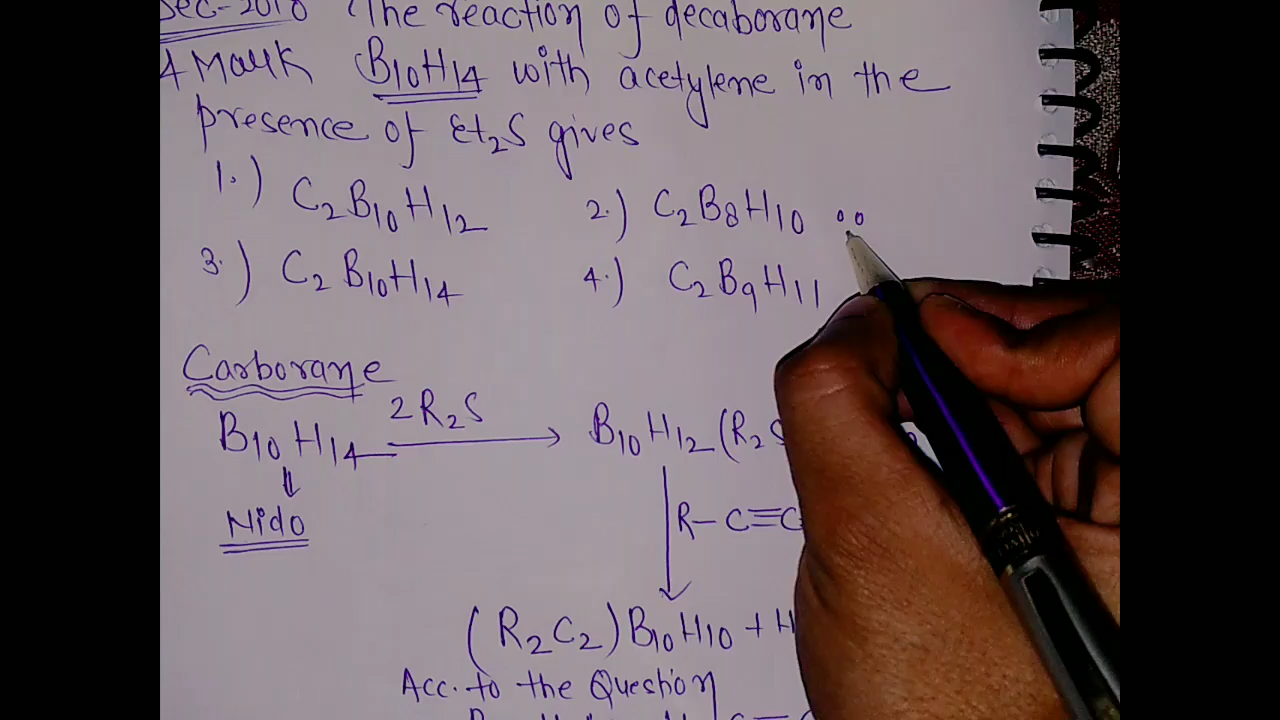 Dec-2018 (The reaction of decaborane
4 Mark B10H14 with acetylene in the
presence of Et2S gives
1.) C2B10H12 2.) C2B8H10
3.) C2B10H14 4.) C2B9H11
Carborane
B10H14 2R2S B10H12(R2S
Nido
R-C≡C
(R2C2)B10H10 + H
Acc. to the Question